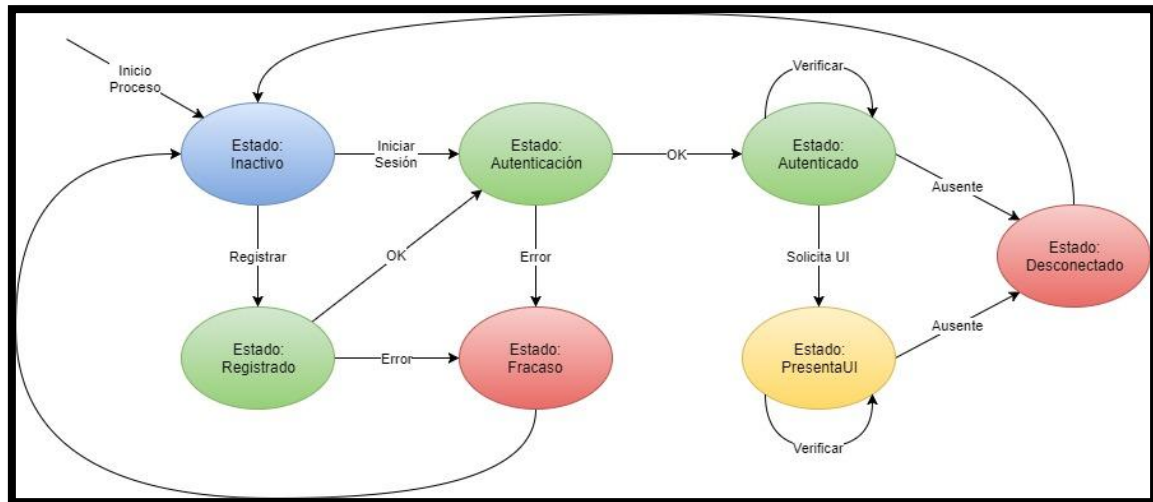 Inicio
Proceso
Verificar
Estado:
Inactivo
Iniciar
Sesión
Estado:
Autenticación
OK
Estado:
Autenticado
Ausente
Registrar
OK
Error
Solicita UI
Estado:
Desconectado
Estado:
Registrado
Error
Estado:
Fracaso
Estado:
PresentaUI
Ausente
Verificar